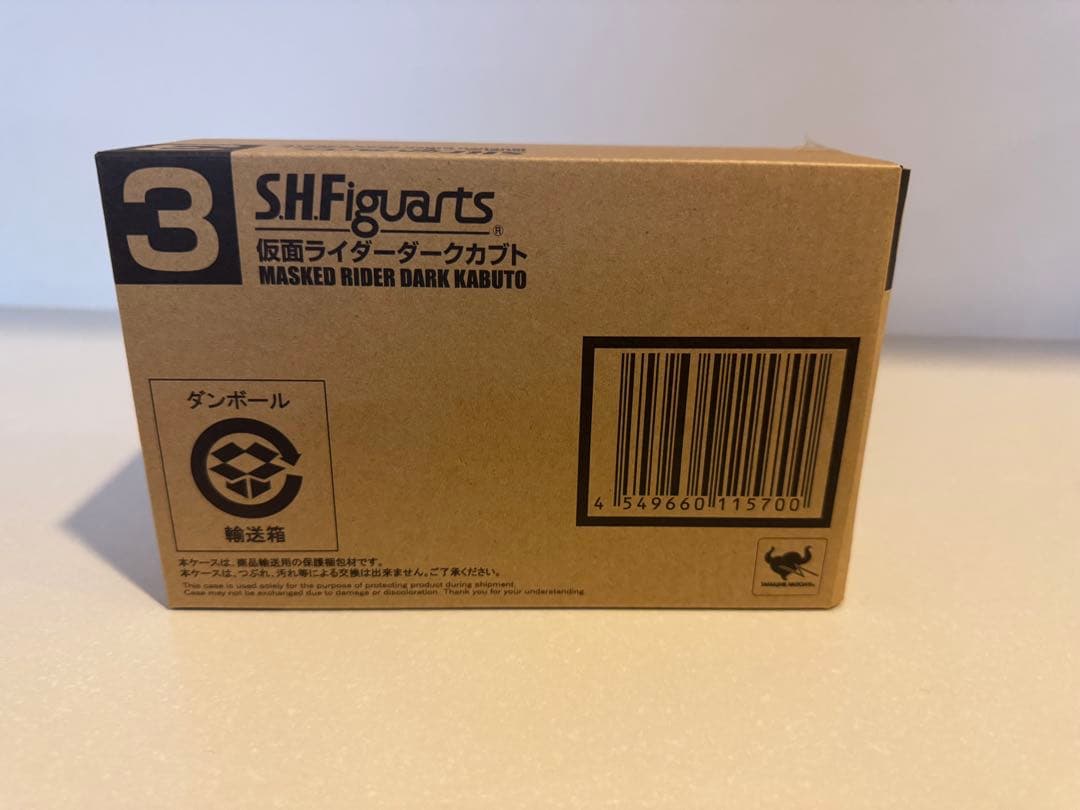 3
S.H.Figuarts®
仮面ライダーダークカブト
MASKED RIDER DARK KABUTO
ダンボール
輸送箱
4 549660 115700
本ケースは、商品輸送用の保護梱包材です。
本ケースは、つぶれ、汚れ等による交換は出来ません。ご了承ください。
This case is used solely for the purpose of protecting product during shipment.
Case may not be exchanged due to damage or discoloration. Thank you for your understanding.
TAMASHII NATIONS